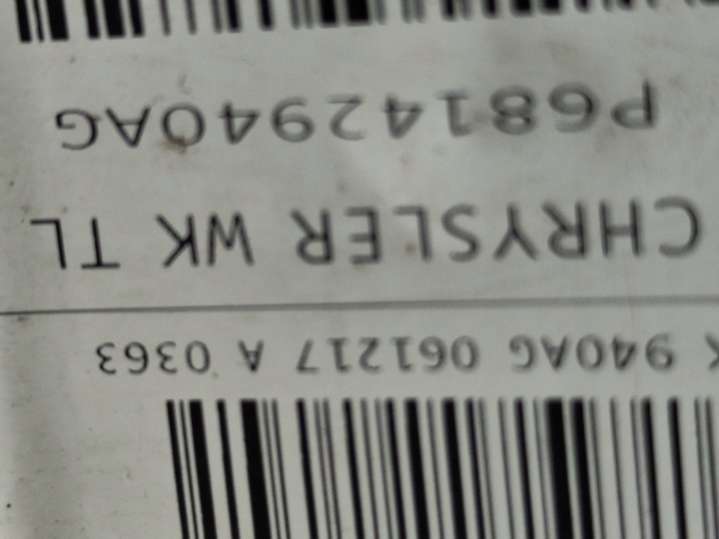 940AG 061217 A 0363
CHRYSLER WK TL
P68142940AG